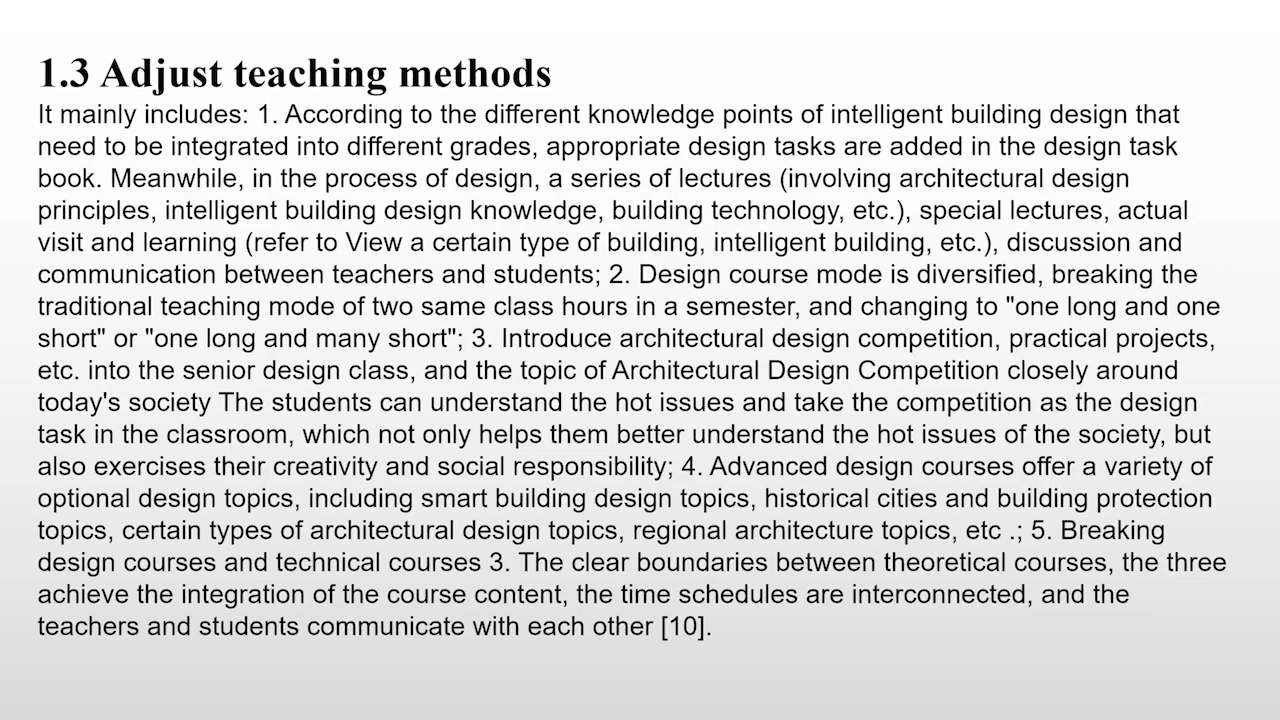 1.3 Adjust teaching methods
It mainly includes: 1. According to the different knowledge points of intelligent building design that
need to be integrated into different grades, appropriate design tasks are added in the design task
book. Meanwhile, in the process of design, a series of lectures (involving architectural design
principles, intelligent building design knowledge, building technology, etc.), special lectures, actual
visit and learning (refer to View a certain type of building, intelligent building, etc.), discussion and
communication between teachers and students; 2. Design course mode is diversified, breaking the
traditional teaching mode of two same class hours in a semester, and changing to "one long and one
short" or "one long and many short"; 3. Introduce architectural design competition, practical projects,
etc. into the senior design class, and the topic of Architectural Design Competition closely around
today's society The students can understand the hot issues and take the competition as the design
task in the classroom, which not only helps them better understand the hot issues of the society, but
also exercises their creativity and social responsibility; 4. Advanced design courses offer a variety of
optional design topics, including smart building design topics, historical cities and building protection
topics, certain types of architectural design topics, regional architecture topics, etc .; 5. Breaking
design courses and technical courses 3. The clear boundaries between theoretical courses, the three
achieve the integration of the course content, the time schedules are interconnected, and the
teachers and students communicate with each other [10].